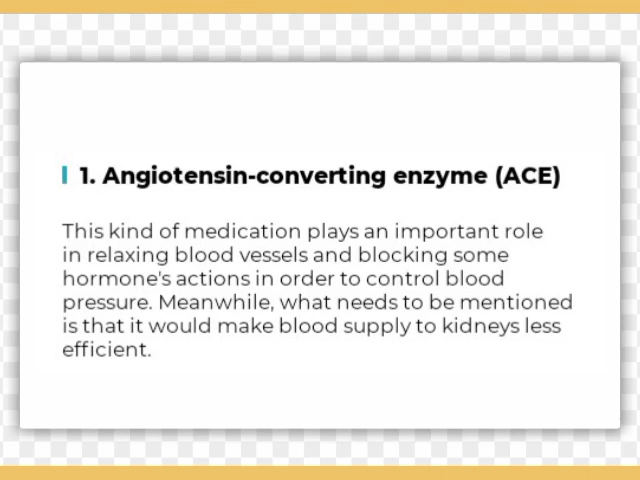 1. Angiotensin-converting enzyme (ACE)
This kind of medication plays an important role
in relaxing blood vessels and blocking some
hormone's actions in order to control blood
pressure. Meanwhile, what needs to be mentioned
is that it would make blood supply to kidneys less
efficient.